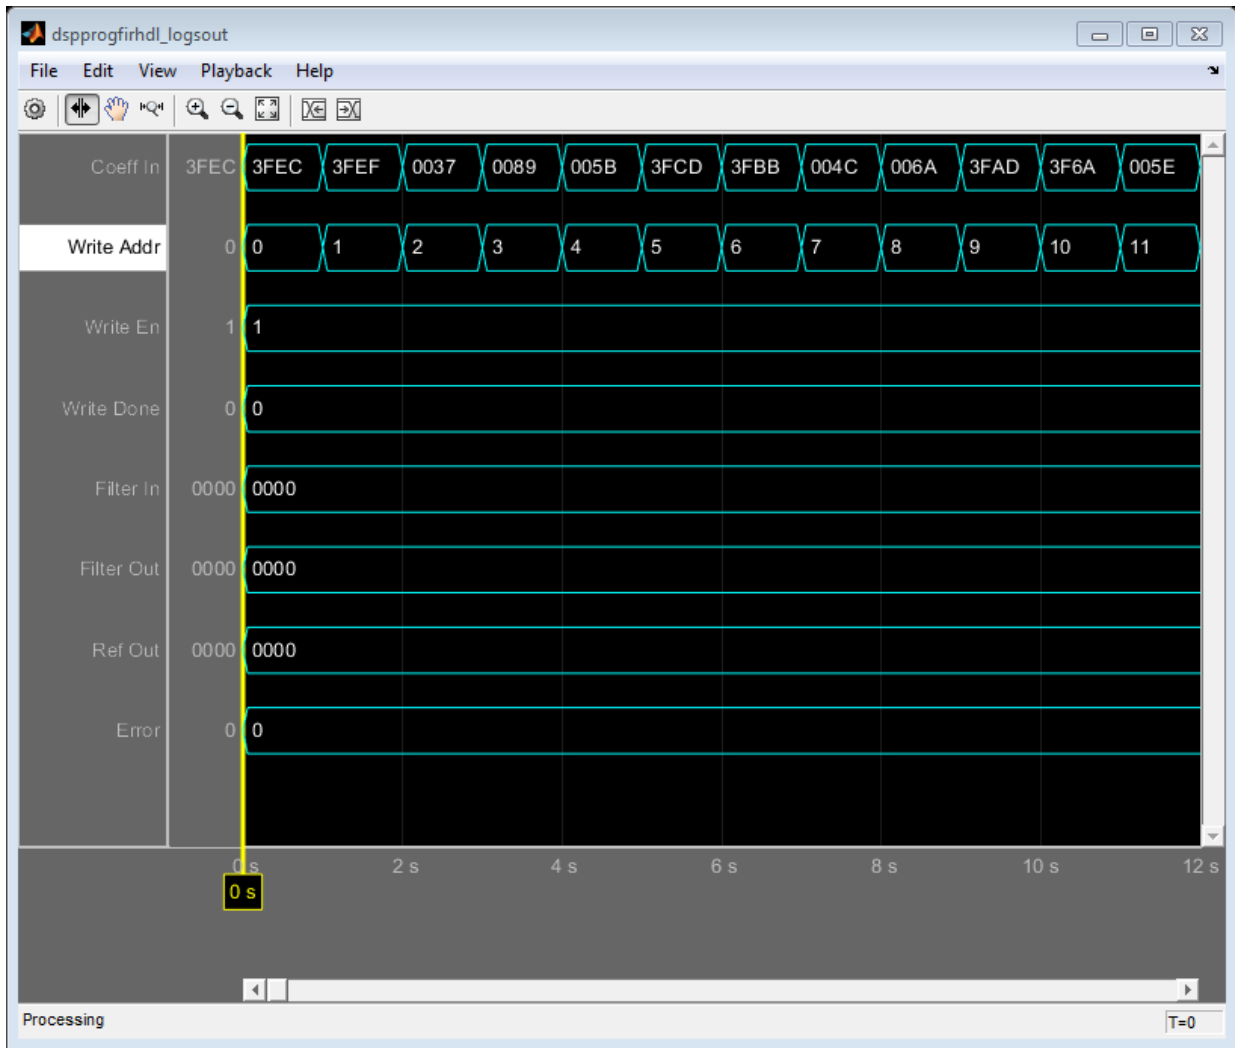 dspprogfirhdl_logsout
File Edit View Playback Help
Coeff In 3FEC 3FEC 3FEF 0037 0089 005B 3FCD 3FBB 004C 006A 3FAD 3F6A 005E
Write Addr 0 0 1 2 3 4 5 6 7 8 9 10 11
Write En 1 1
Write Done 0 0
Filter In 0000 0000
Filter Out 0000 0000
Ref Out 0000 0000
Error 0 0
0 s 2 s 4 s 6 s 8 s 10 s 12 s
0 s
Processing T=0